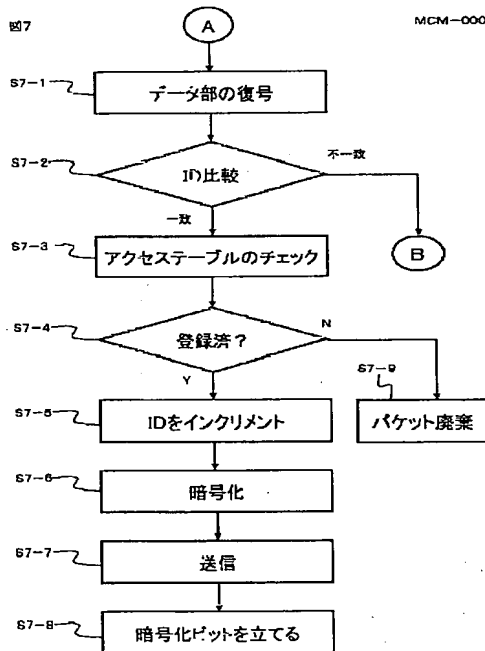 図7
MCM-000
A
S7-1
データ部の復号
S7-2
ID比較
不一致
一致
B
S7-3
アクセステーブルのチェック
S7-4
登録済?
N
Y
S7-9
S7-5
IDをインクリメント
パケット廃棄
S7-6
暗号化
S7-7
送信
S7-8
暗号化ビットを立てる